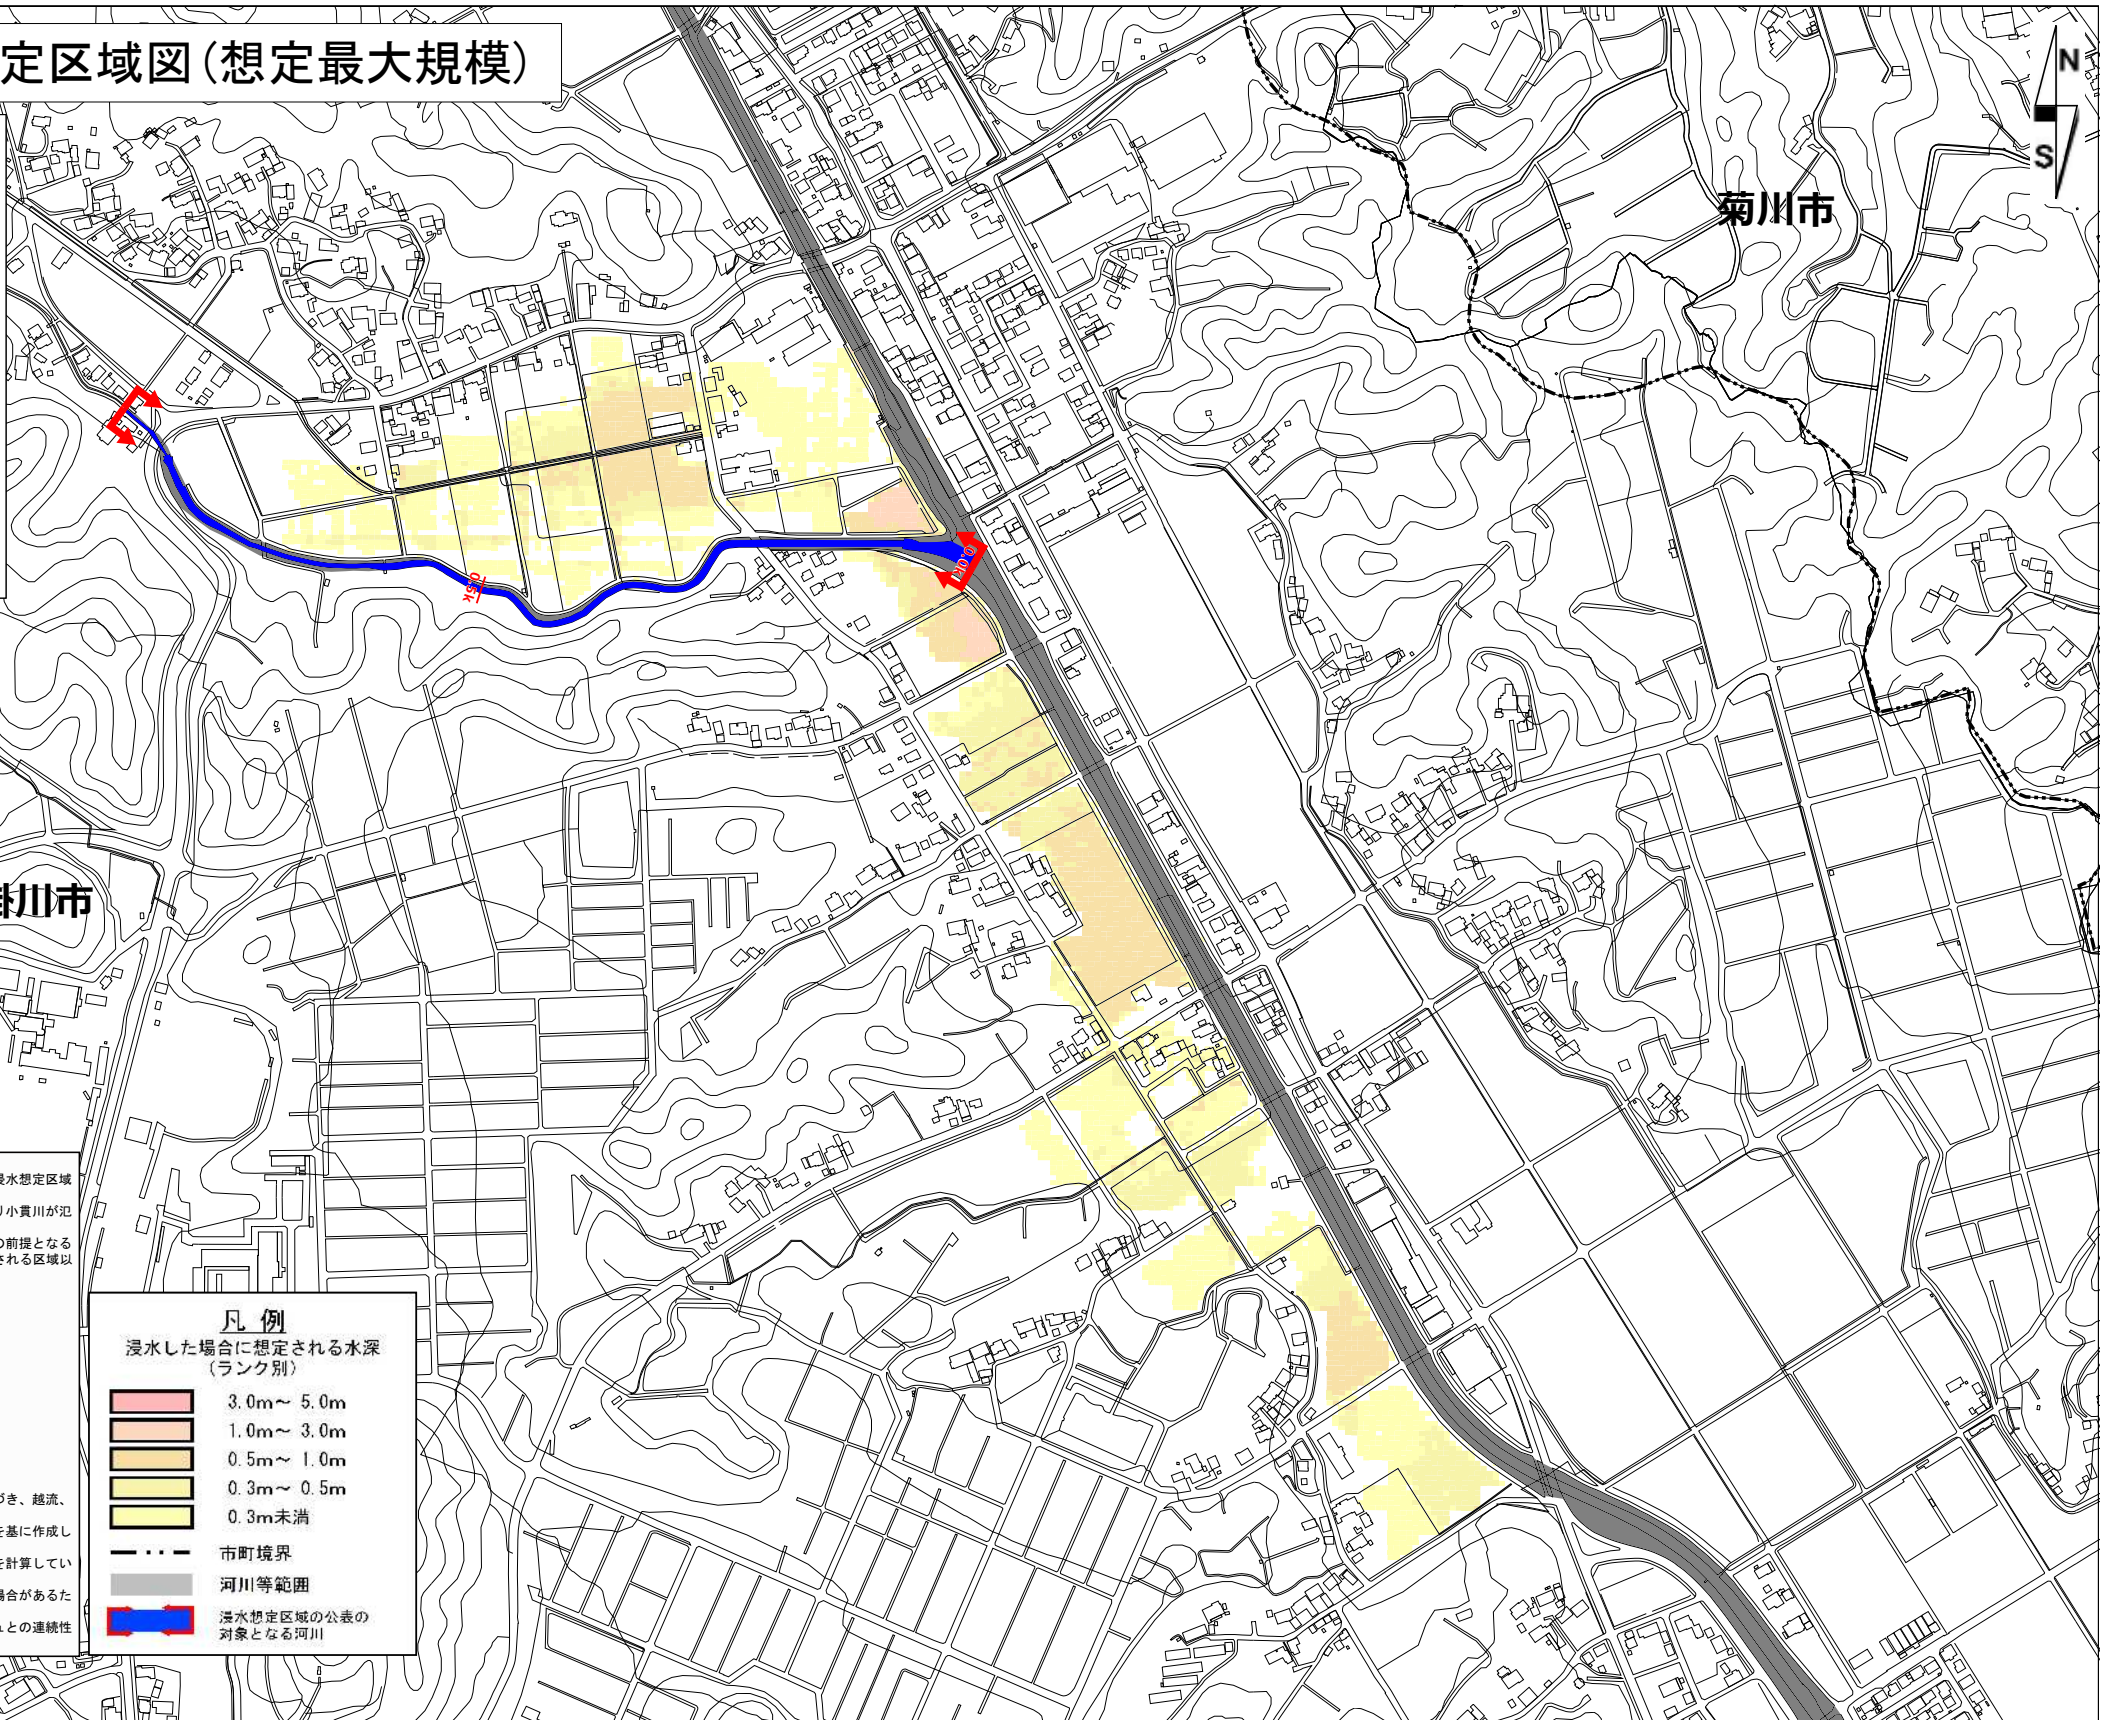 定区域図(想定最大規模)
N
S
菊川市
0.0k
0.5k
川市
浸水想定区域
り小貫川が氾
の前提となる
される区域以
づき、越流、
を基に作成し
を計算してい
場合があるた
との連続性
凡 例
浸水した場合に想定される水深
(ランク別)
3.0m~ 5.0m
1.0m~ 3.0m
0.5m~ 1.0m
0.3m~ 0.5m
0.3m未満
市町境界
河川等範囲
浸水想定区域の公表の
対象となる河川